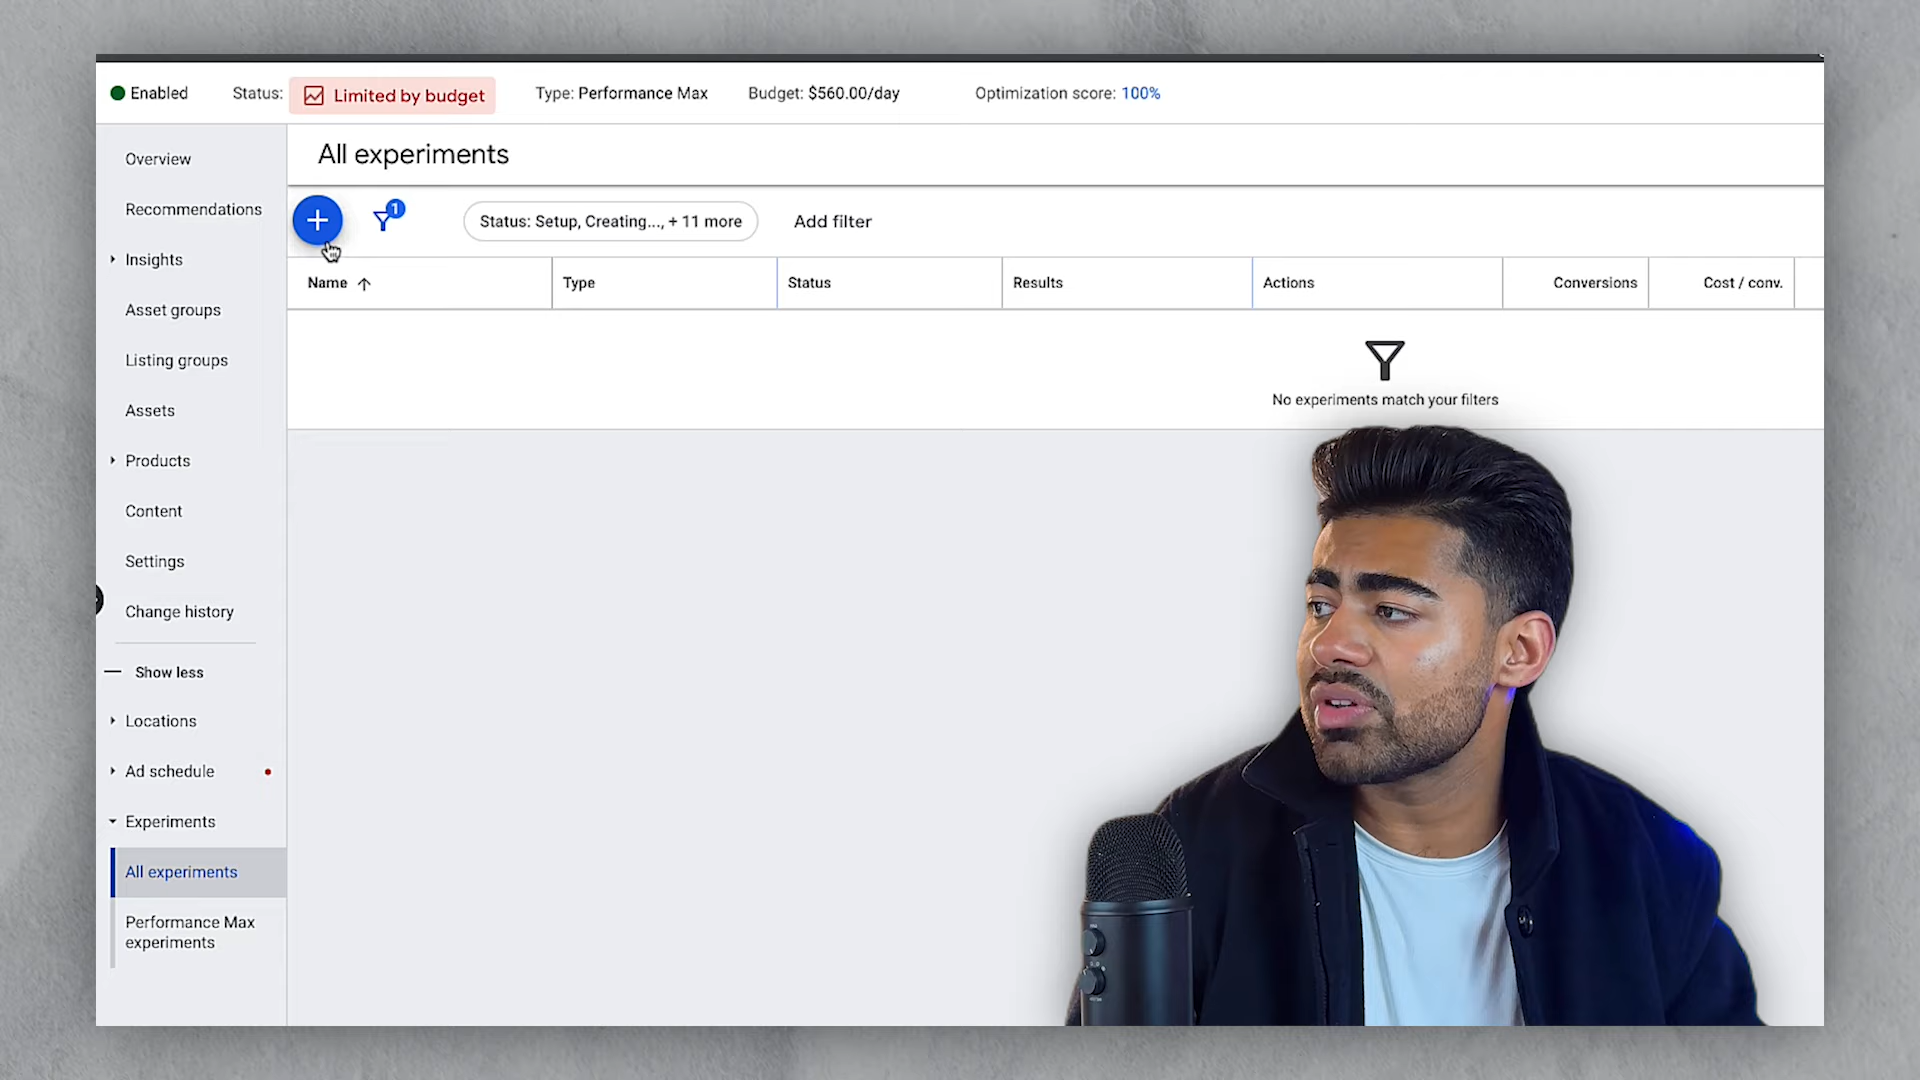 Enabled
Status: Limited by budget
Type: Performance Max
Budget: $560.00/day
Optimization score: 100%
Overview
Recommendations
Insights
Asset groups
Listing groups
Assets
Products
Content
Settings
Change history
Show less
Locations
Ad schedule
Experiments
All experiments
Performance Max
experiments
All experiments
1
Status: Setup, Creating..., + 11 more
Add filter
Name
Type
Status
Results
Actions
Conversions
Cost / conv.
No experiments match your filters